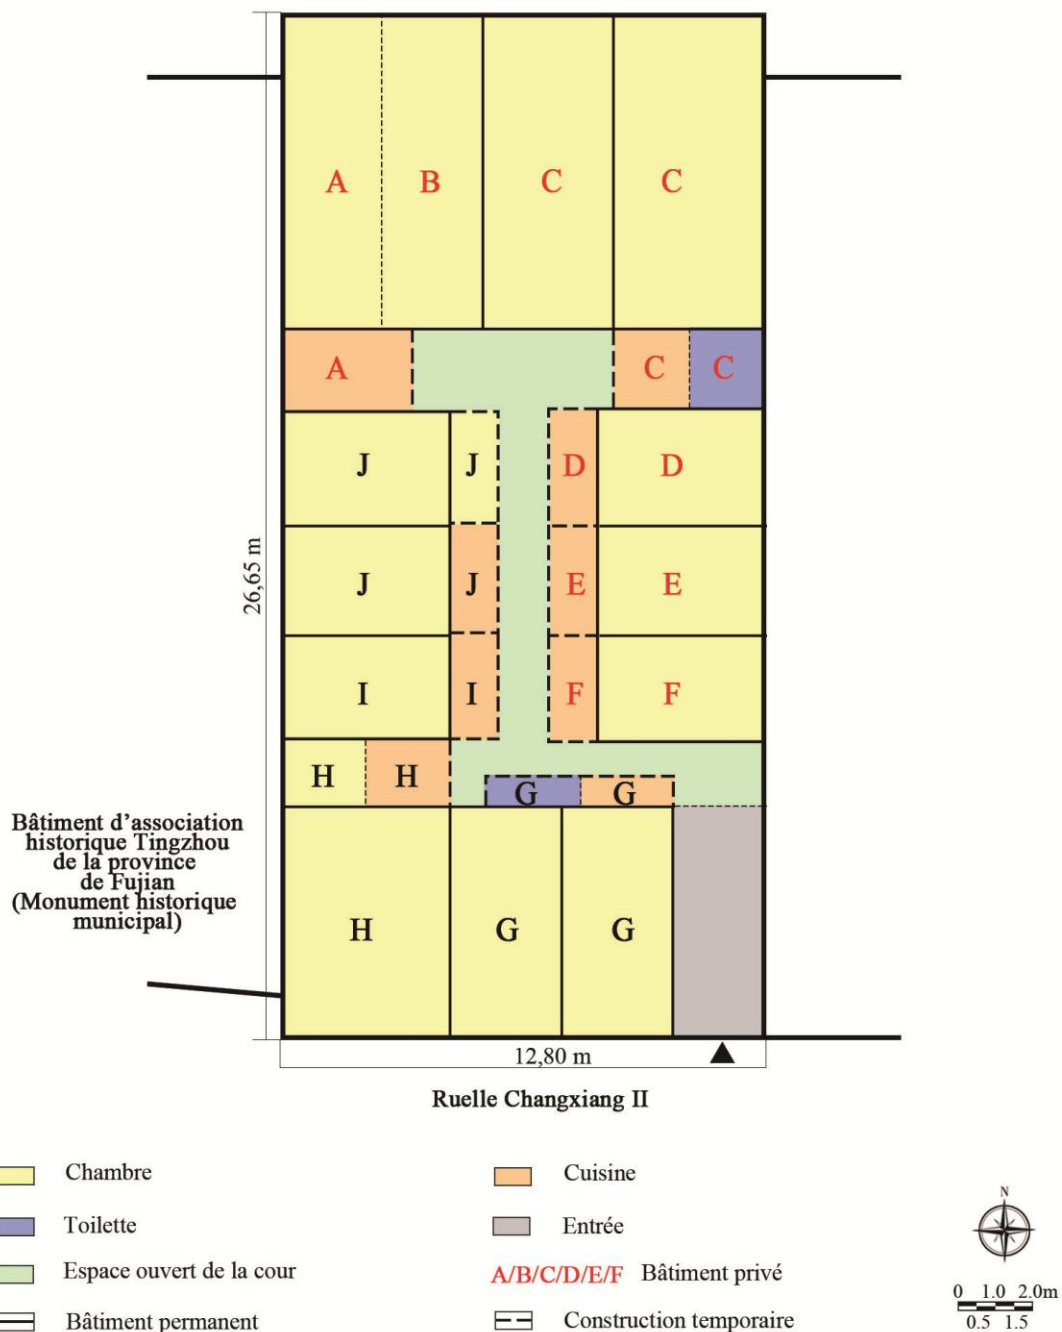 A B C C
A C C
J J D D
26,65 m
J J E E
I I F F
H H G G
Bâtiment d’association
historique Tingzhou
de la province
de Fujian
(Monument historique
municipal)
H G G
12,80 m
Ruelle Changxiang II
Chambre
Cuisine
Toilette
Entrée
Espace ouvert de la cour
A/B/C/D/E/F Bâtiment privé
Bâtiment permanent
Construction temporaire
N
0 1.0 2.0m
0.5 1.5